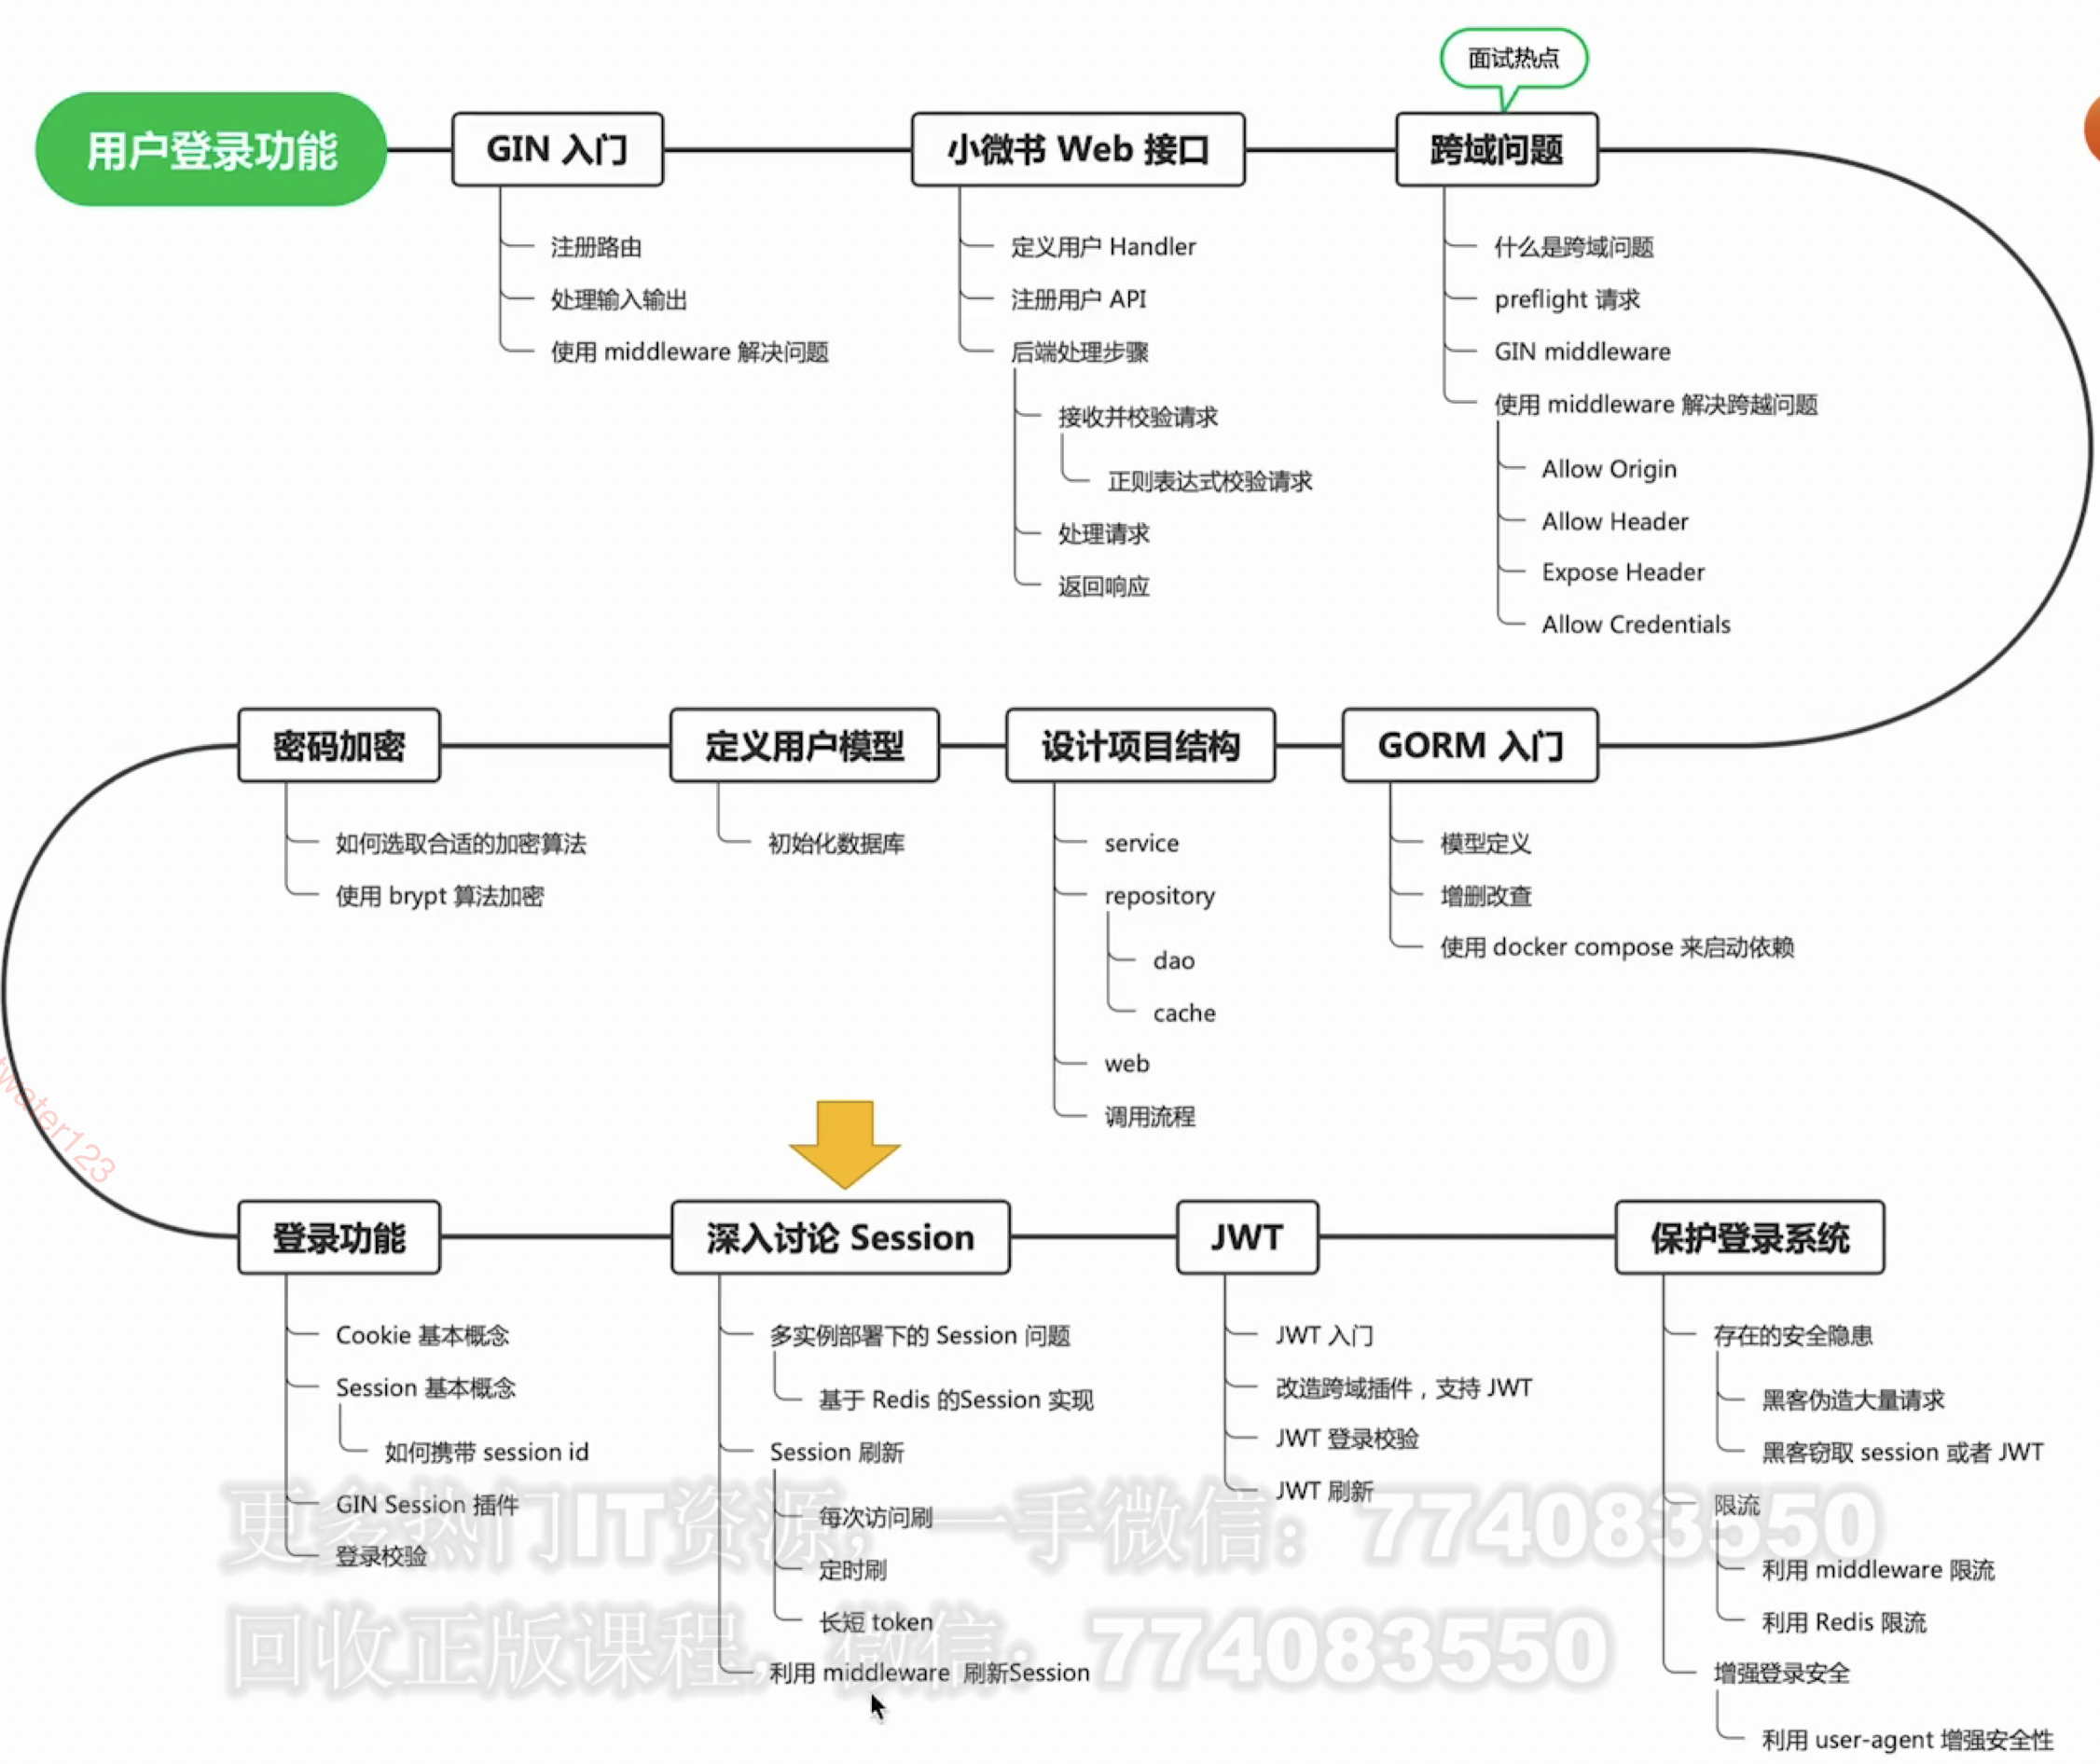 面试热点
用户登录功能
GIN 入门
注册路由
处理输入输出
使用 middleware 解决问题
小微书 Web 接口
定义用户 Handler
注册用户 API
后端处理步骤
接收并校验请求
正则表达式校验请求
处理请求
返回响应
跨域问题
什么是跨域问题
preflight 请求
GIN middleware
使用 middleware 解决跨越问题
Allow Origin
Allow Header
Expose Header
Allow Credentials
GORM 入门
模型定义
增删改查
使用 docker compose 来启动依赖
设计项目结构
service
repository
dao
cache
web
调用流程
定义用户模型
初始化数据库
密码加密
如何选取合适的加密算法
使用 brypt 算法加密
登录功能
Cookie 基本概念
Session 基本概念
如何携带 session id
GIN Session 插件
登录校验
深入讨论 Session
多实例部署下的 Session 问题
基于 Redis 的Session 实现
Session 刷新
每次访问刷
定时刷
长短 token
利用 middleware 刷新Session
JWT
JWT 入门
改造跨域插件，支持 JWT
JWT 登录校验
JWT 刷新
保护登录系统
存在的安全隐患
黑客伪造大量请求
黑客窃取 session 或者 JWT
限流
利用 middleware 限流
利用 Redis 限流
增强登录安全
利用 user-agent 增强安全性
更多热门IT资源，一手微信：774083550
回收正版课程，微信：774083550
twater123